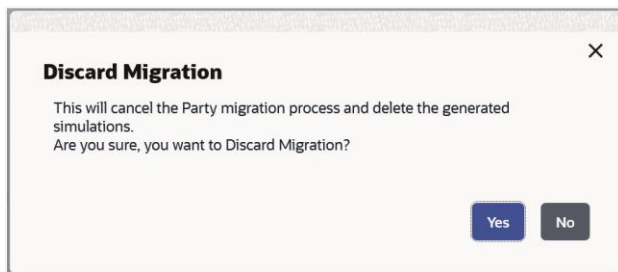 Discard Migration
This will cancel the Party migration process and delete the generated
simulations.
Are you sure, you want to Discard Migration?
Yes No